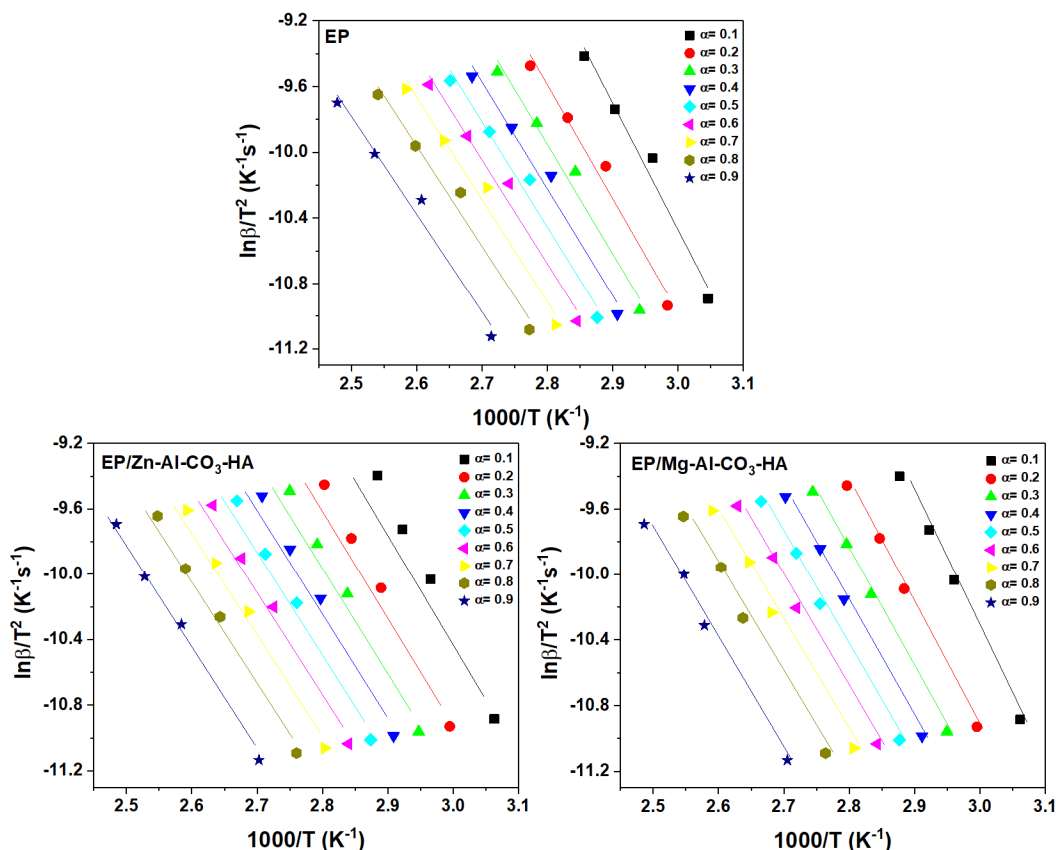 EP
α= 0.1
α= 0.2
α= 0.3
α= 0.4
α= 0.5
α= 0.6
α= 0.7
α= 0.8
α= 0.9
-9.2
-9.6
-10.0
-10.4
-10.8
-11.2
lnβ/T² (K⁻¹s⁻¹)
2.5 2.6 2.7 2.8 2.9 3.0 3.1
1000/T (K⁻¹)
EP/Zn-Al-CO₃-HA
α= 0.1
α= 0.2
α= 0.3
α= 0.4
α= 0.5
α= 0.6
α= 0.7
α= 0.8
α= 0.9
-9.2
-9.6
-10.0
-10.4
-10.8
-11.2
lnβ/T² (K⁻¹s⁻¹)
2.5 2.6 2.7 2.8 2.9 3.0 3.1
1000/T (K⁻¹)
EP/Mg-Al-CO₃-HA
α= 0.1
α= 0.2
α= 0.3
α= 0.4
α= 0.5
α= 0.6
α= 0.7
α= 0.8
α= 0.9
-9.2
-9.6
-10.0
-10.4
-10.8
-11.2
lnβ/T² (K⁻¹s⁻¹)
2.5 2.6 2.7 2.8 2.9 3.0 3.1
1000/T (K⁻¹)